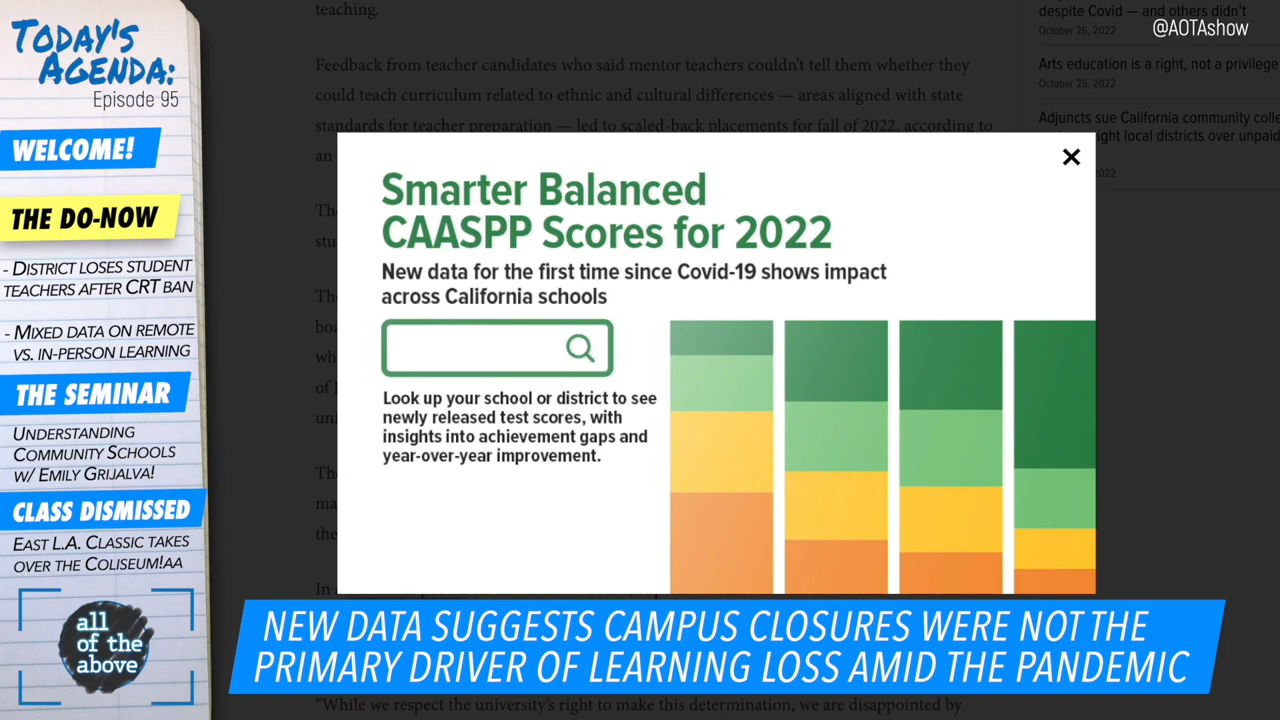 TODAY'S
AGENDA:
Episode 95
WELCOME!
THE DO-NOW
- DISTRICT LOSES STUDENT
TEACHERS AFTER CRT BAN
- MIXED DATA ON REMOTE
VS. IN-PERSON LEARNING
THE SEMINAR
UNDERSTANDING
COMMUNITY SCHOOLS
W/ EMILY GRIJALVA!
CLASS DISMISSED
EAST L.A. CLASSIC TAKES
OVER THE COLISEUM!AA
all
of the
above
teaching.
Feedback from teacher candidates who said mentor teachers couldn't tell them whether they
could teach curriculum related to ethnic and cultural differences — areas aligned with state
standards for teacher preparation — led to scaled-back placements for fall of 2022, according to
an
In
"While we respect the university's right to make this determination, we are disappointed by
despite Covid — and others didn't
October 26, 2022
@AOTAshow
Arts education is a right, not a privilege
October 25, 2022
Adjuncts sue California community colle
ight local districts over unpaid
2022
Smarter Balanced
CAASPP Scores for 2022
New data for the first time since Covid-19 shows impact
across California schools
Look up your school or district to see
newly released test scores, with
insights into achievement gaps and
year-over-year improvement.
NEW DATA SUGGESTS CAMPUS CLOSURES WERE NOT THE
PRIMARY DRIVER OF LEARNING LOSS AMID THE PANDEMIC